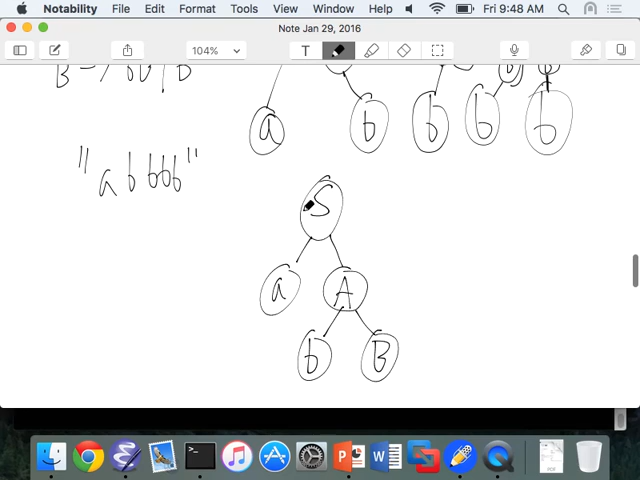 Notability File Edit Format Tools View Window Help Fri 9:48 AM
Note Jan 29, 2016
104% T
a b b b b
"abbbb"
S
a A
b B